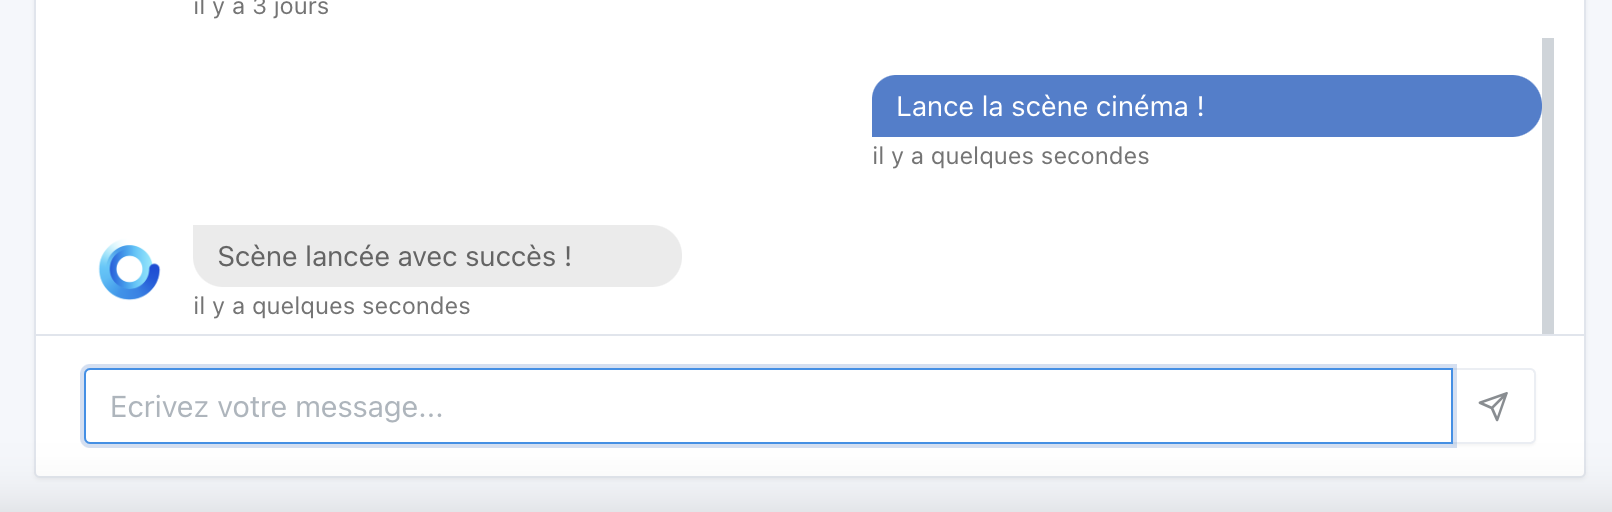 il y a 3 jours
Lance la scène cinéma !
il y a quelques secondes
Scène lancée avec succès !
il y a quelques secondes
Ecrivez votre message...